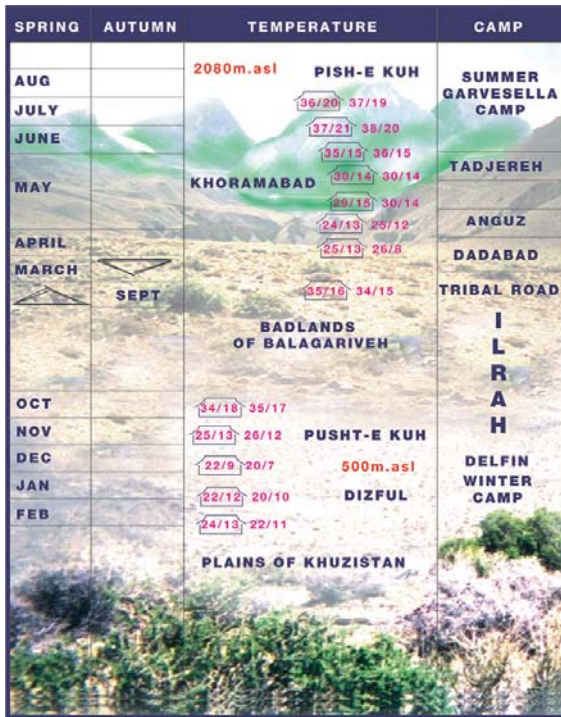 SPRING AUTUMN TEMPERATURE CAMP
2080m.asl PISH-E KUH SUMMER
AUG GARVESELLA
JULY 36/20 37/19 CAMP
JUNE 37/21 38/20
35/15 36/15 TADJEREH
MAY KHORAMABAD 30/14 30/14
29/15 30/14
24/13 25/12 ANGUZ
APRIL 25/13 26/8 DADABAD
MARCH
SEPT 35/16 34/15 TRIBAL ROAD
BADLANDS
OF BALAGARIVEH
ILRAH
OCT 34/18 35/17
NOV 25/13 26/12 PUSHT-E KUH
DEC 22/9 20/7 500m.asl DELFIN
JAN 22/12 20/10 DIZFUL WINTER
CAMP
FEB 24/13 22/11
PLAINS OF KHUZISTAN